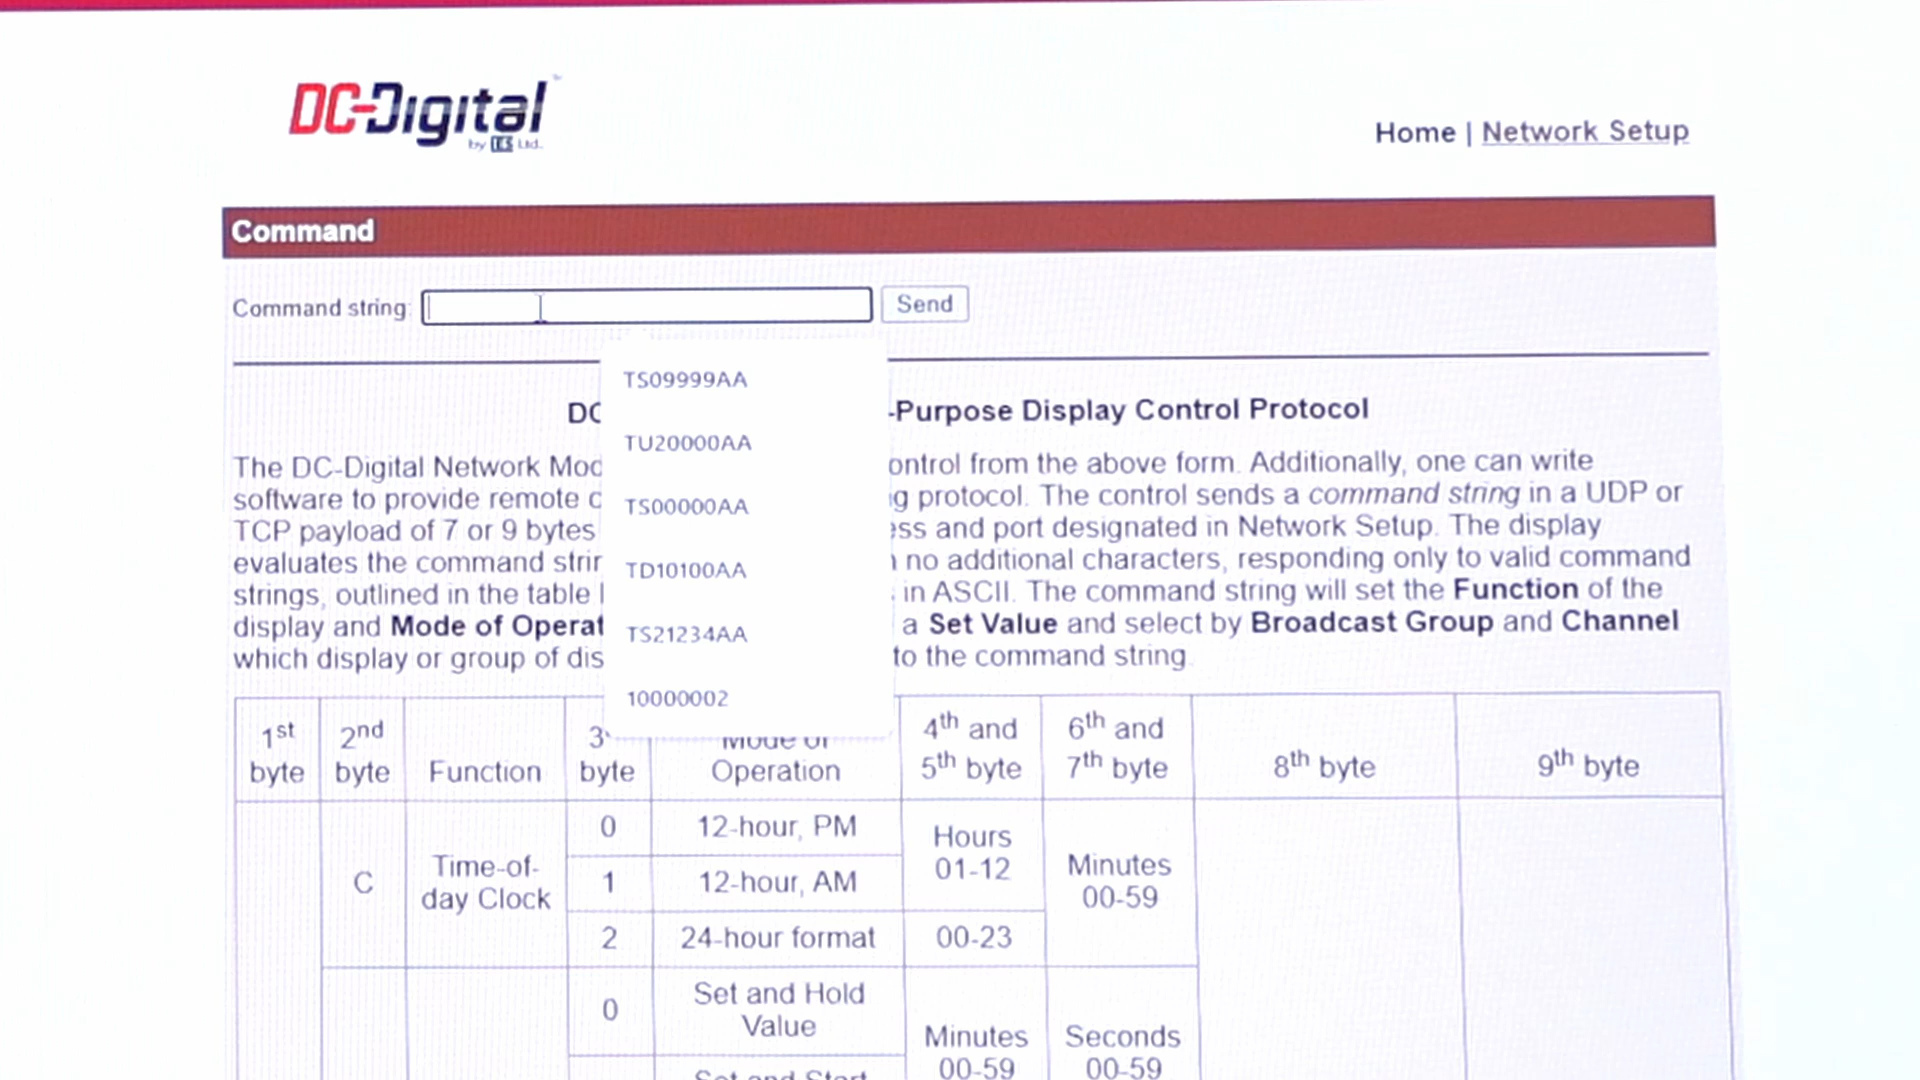 DC-Digital
by IES Ltd.
Home | Network Setup
Command
Command string:
Send
TS09999AA
TU20000AA
TS00000AA
TD10100AA
TS21234AA
10000002
-Purpose Display Control Protocol
The DC-Digital Network ontrol from the above form. Additionally, one can write
software to provide remote g protocol. The control sends a command string in a UDP or
TCP payload of 7 or 9 bytes ess and port designated in Network Setup. The display
evaluates the command no additional characters, responding only to valid command
strings, outlined in the table in ASCII. The command string will set the Function of the
display and Mode of a Set Value and select by Broadcast Group and Channel
which display or group of to the command string.
1st byte
2nd byte
Function
3 byte
Mode of Operation
4th and 5th byte
6th and 7th byte
8th byte
9th byte
C
Time-of-day Clock
0 12-hour, PM
1 12-hour, AM
2 24-hour format
Hours 01-12
00-23
Minutes 00-59
0 Set and Hold Value
Set and Start
Minutes 00-59
Seconds 00-59